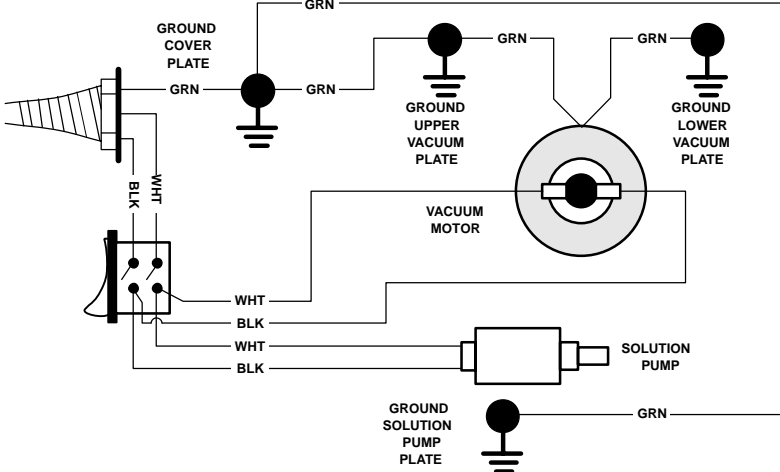 GRN
GROUND
COVER
PLATE
GRN
GRN
GRN
GRN
GROUND
UPPER
VACUUM
PLATE
GROUND
LOWER
VACUUM
PLATE
BLK
WHT
VACUUM
MOTOR
WHT
BLK
WHT
BLK
SOLUTION
PUMP
GROUND
SOLUTION
PUMP
PLATE
GRN